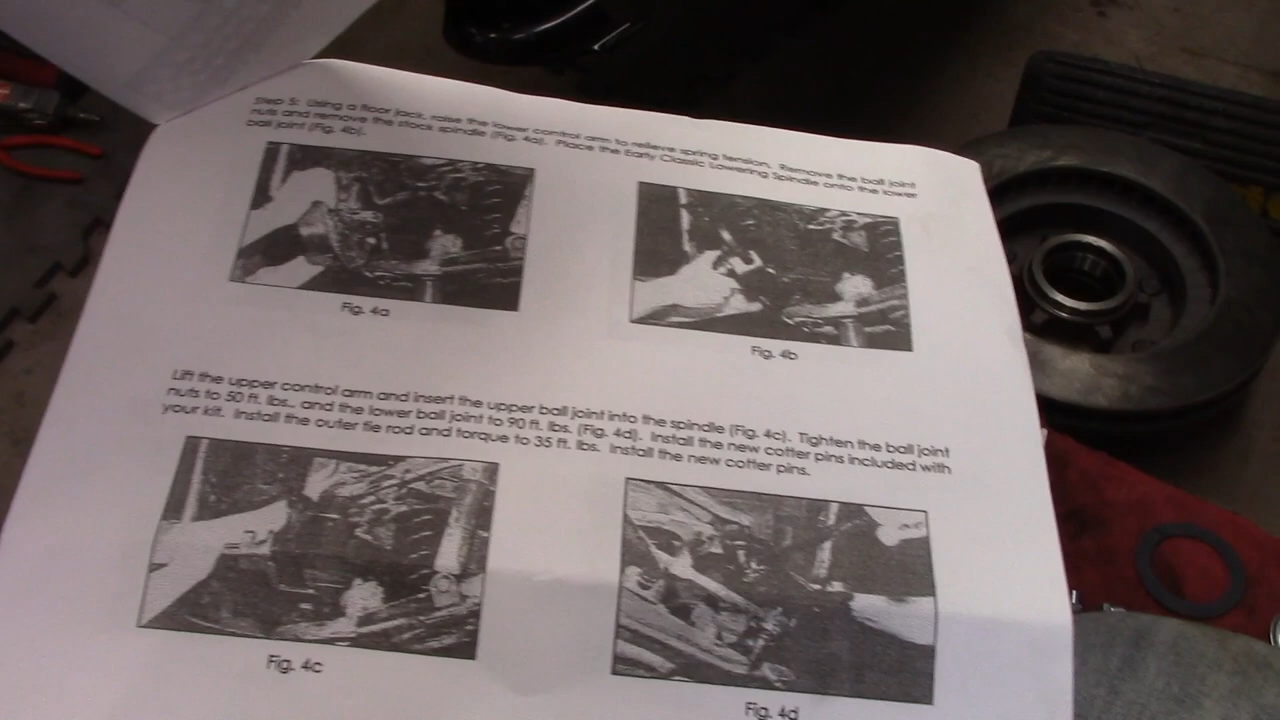 Step 5: Using a floor jack, raise the lower control arm to relieve spring tension. Remove the ball joint
nuts and remove the stock spindle (Fig. 4a). Place the Early Classic Lowering Spindle onto the lower
ball joint (Fig. 4b).
Fig. 4a
Fig. 4b
Lift the upper control arm and insert the upper ball joint into the spindle (Fig. 4c). Tighten the ball joint
nuts to 50 ft. lbs., and the lower ball joint to 90 ft. lbs. (Fig. 4d). Install the new cotter pins included with
your kit. Install the outer tie rod and torque to 35 ft. lbs. Install the new cotter pins.
Fig. 4c
Fig. 4d